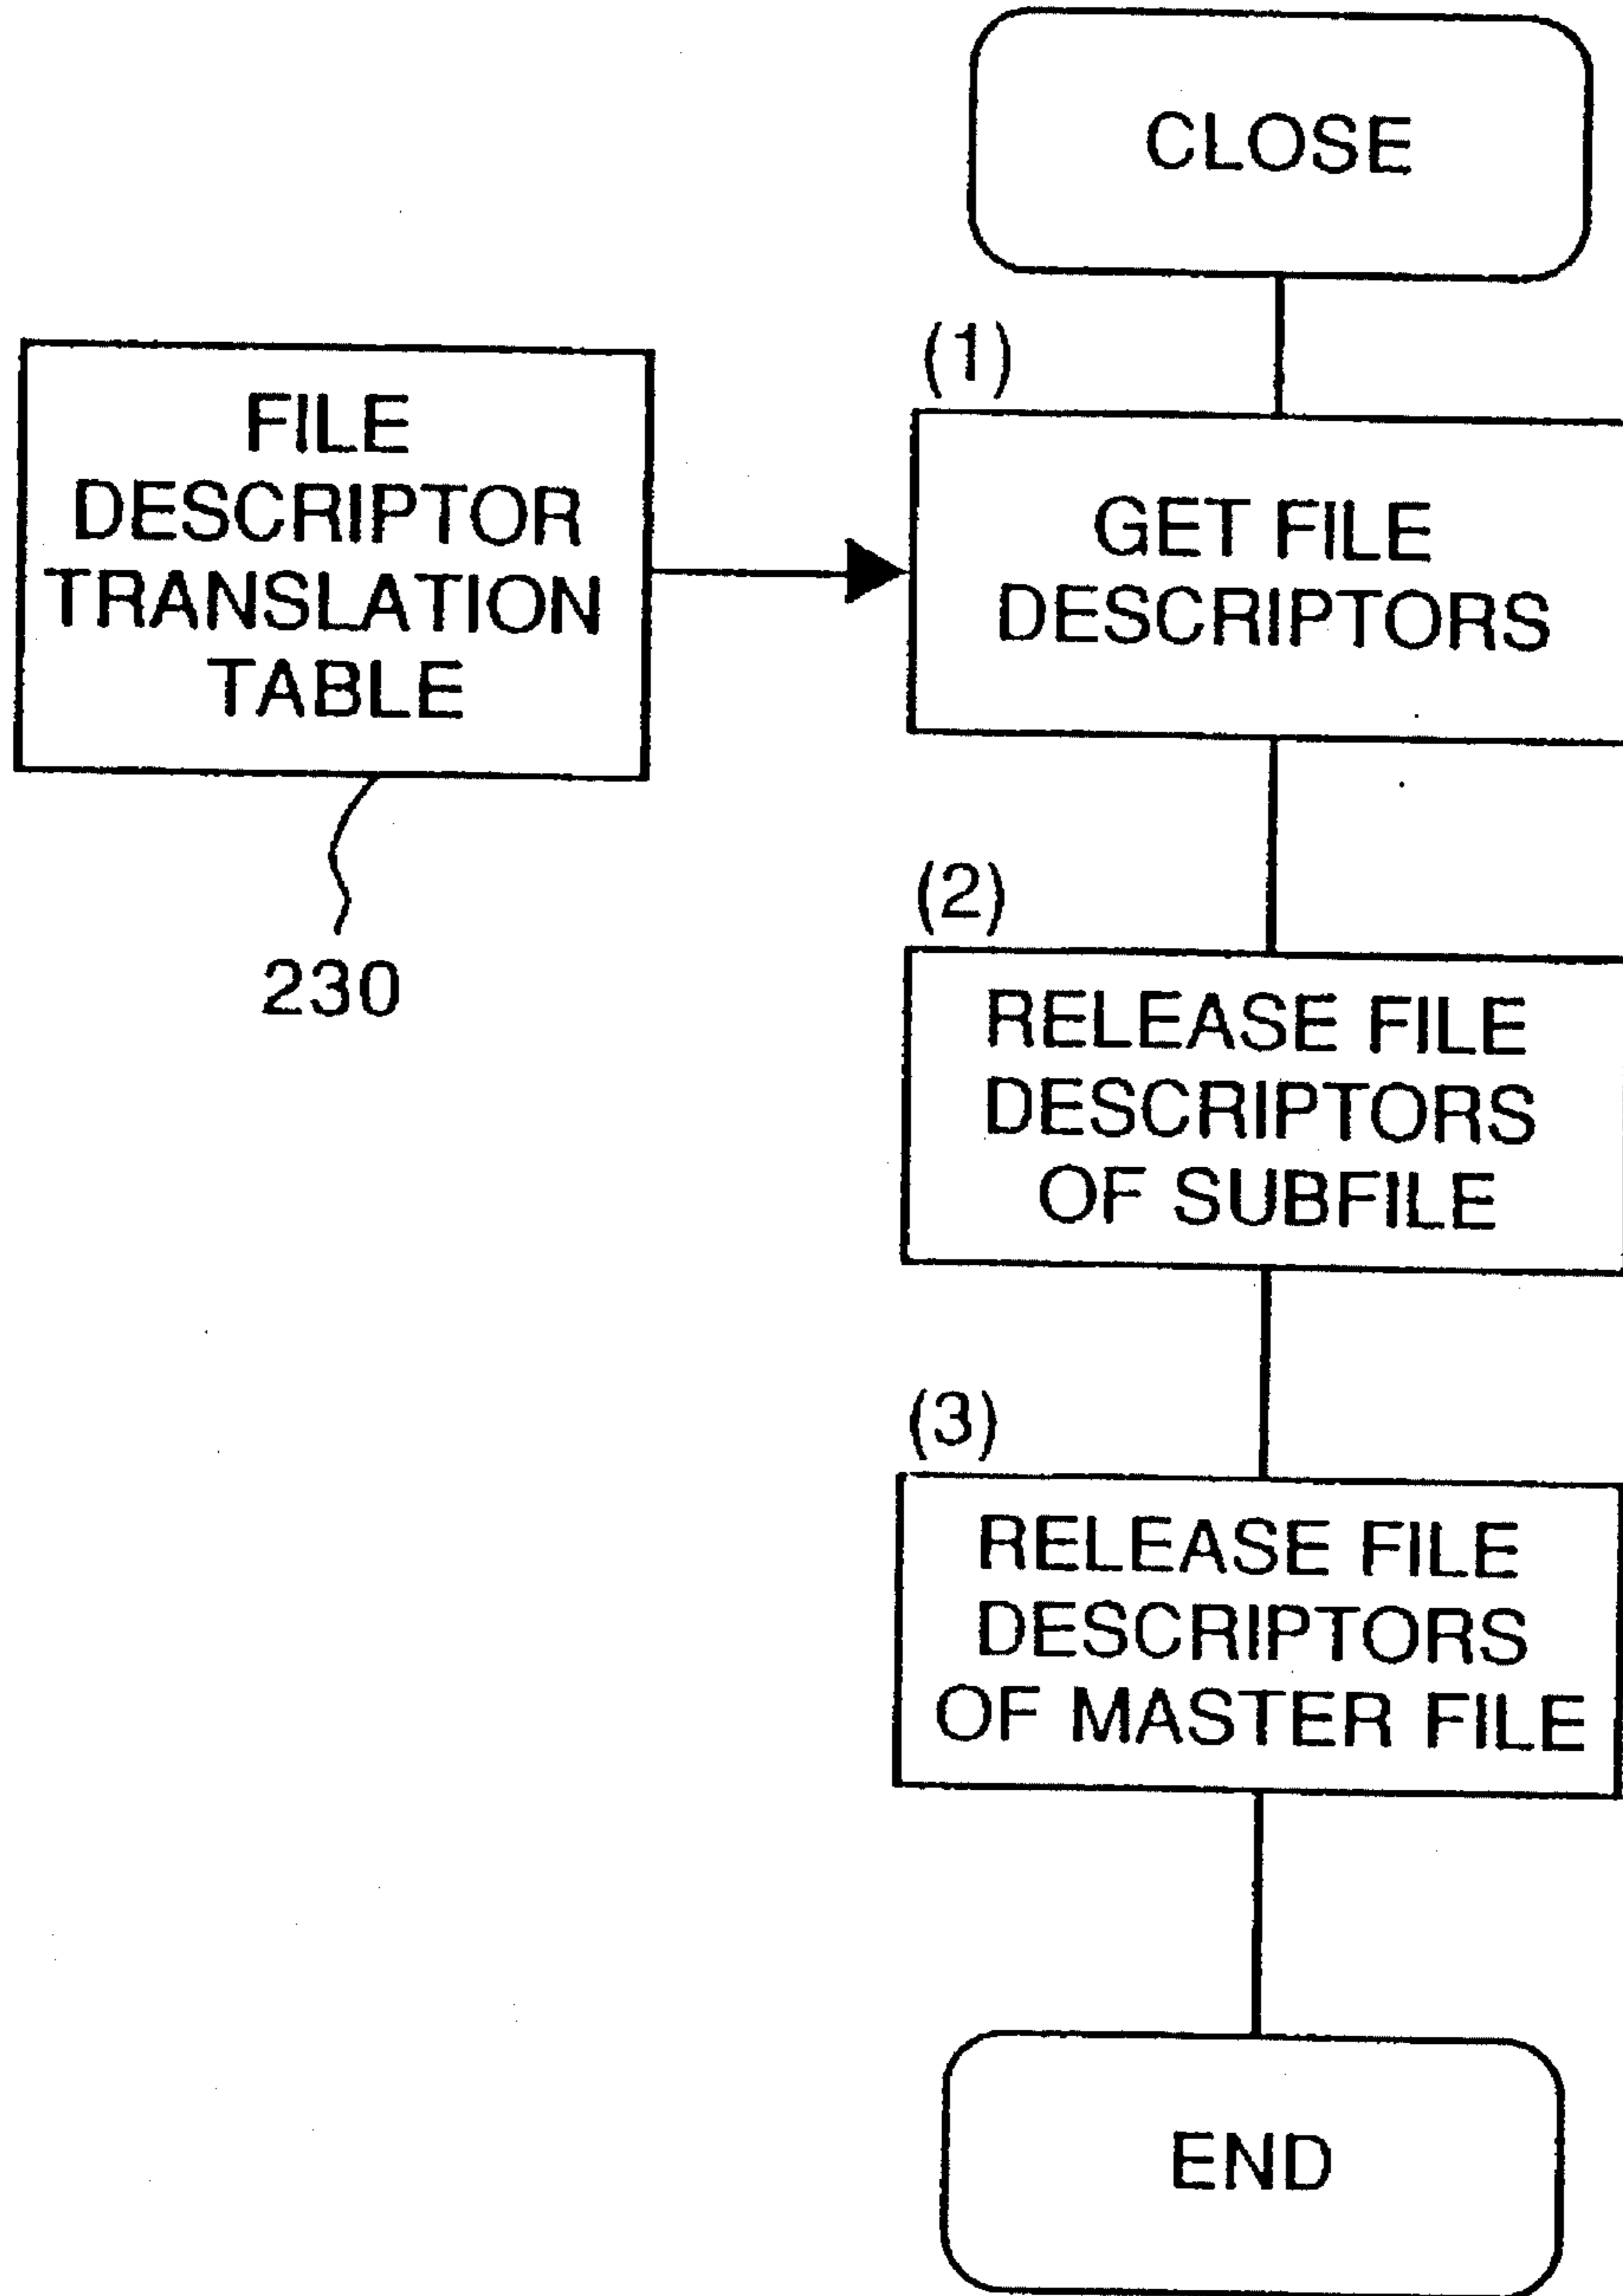 CLOSE
FILE
DESCRIPTOR
TRANSLATION
TABLE
230
(1)
GET FILE
DESCRIPTORS
(2)
RELEASE FILE
DESCRIPTORS
OF SUBFILE
(3)
RELEASE FILE
DESCRIPTORS
OF MASTER FILE
END